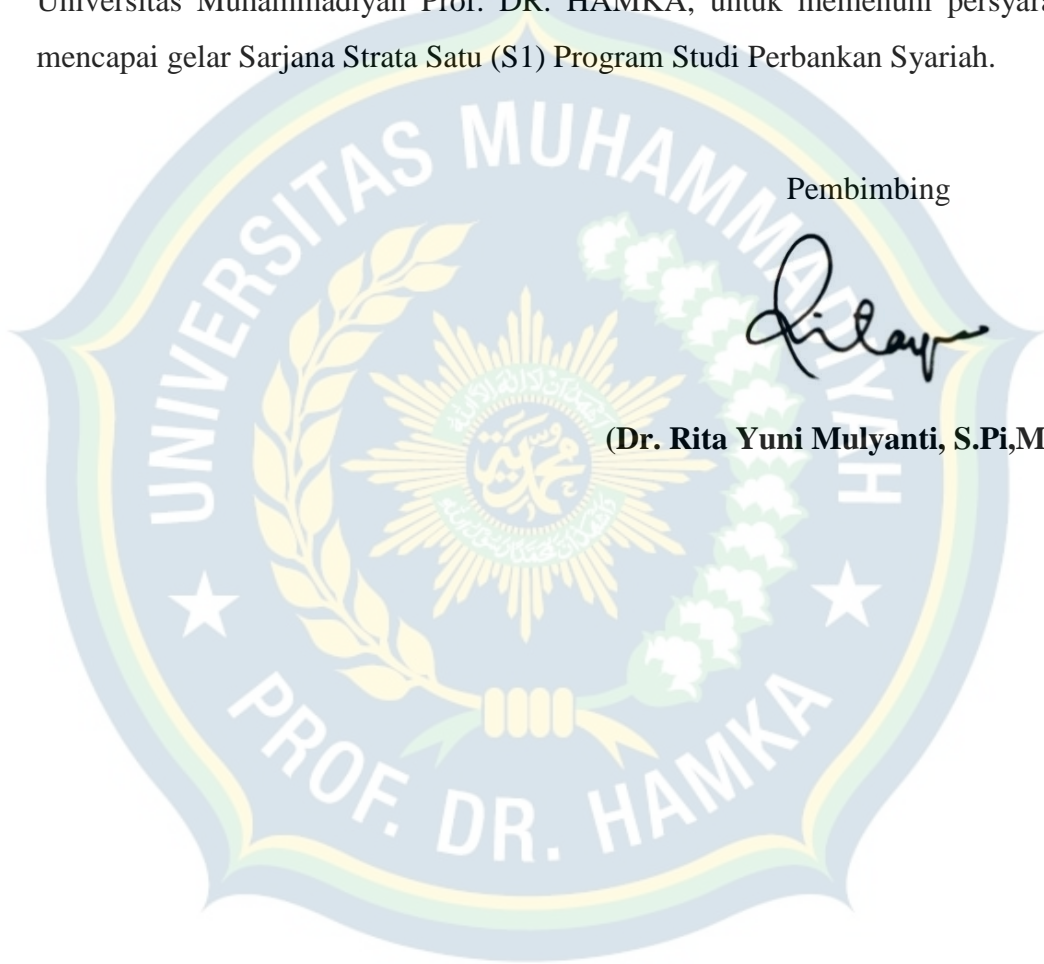 Universitas Muhammadiyah Prof. DR. HAMKA, untuk memenuhi
mencapai gelar Sarjana Strata Satu (S1) Program Studi Perbankan Syariah.
Pembimbing
(Dr. Rita Yuni Mulyanti, S.Pi,M
UNIVERSITAS MUHAMMADIYAH
PROF. DR. HAMKA
محمد